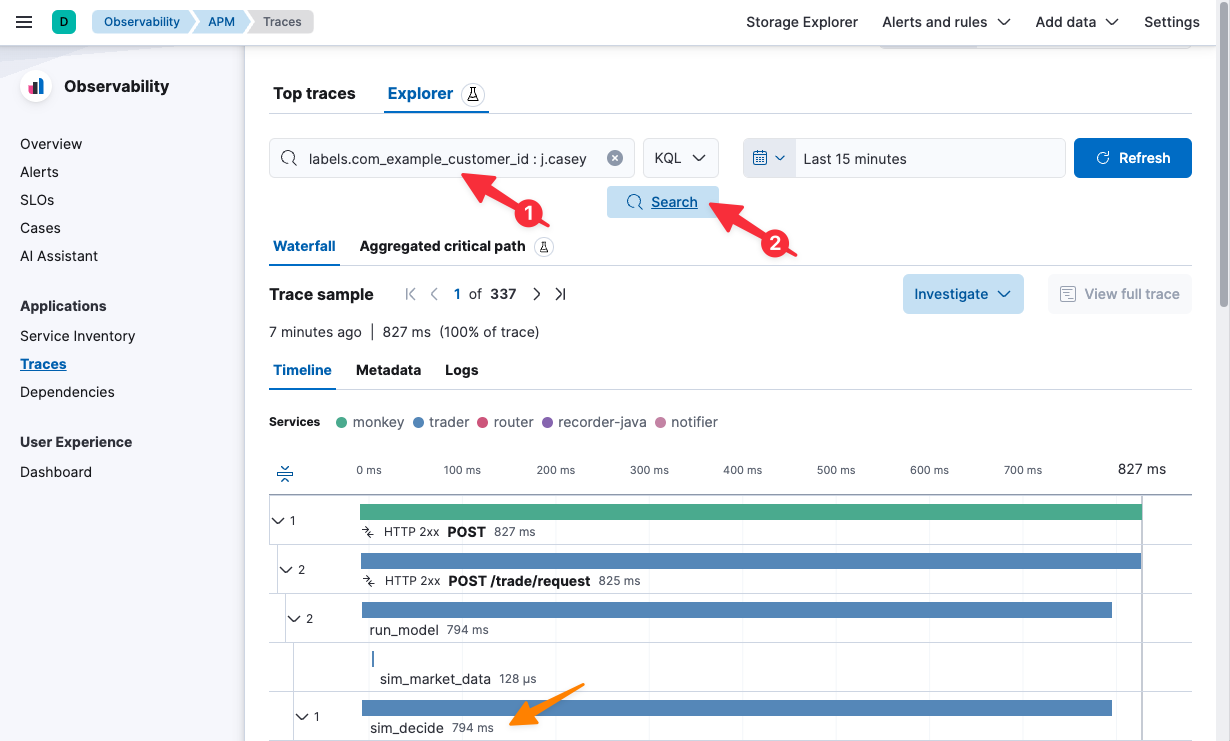 D Observability APM Traces Storage Explorer Alerts and rules Add data Settings
Observability
Overview
Alerts
SLOs
Cases
AI Assistant
Applications
Service Inventory
Traces
Dependencies
User Experience
Dashboard
Top traces Explorer
labels.com_example_customer_id : j.casey KQL Last 15 minutes Refresh
Search
1
2
Waterfall Aggregated critical path
Trace sample 1 of 337 Investigate View full trace
7 minutes ago | 827 ms (100% of trace)
Timeline Metadata Logs
Services monkey trader router recorder-java notifier
0 ms 100 ms 200 ms 300 ms 400 ms 500 ms 600 ms 700 ms 827 ms
1
HTTP 2xx POST 827 ms
2
HTTP 2xx POST /trade/request 825 ms
2
run_model 794 ms
sim_market_data 128 μs
1
sim_decide 794 ms